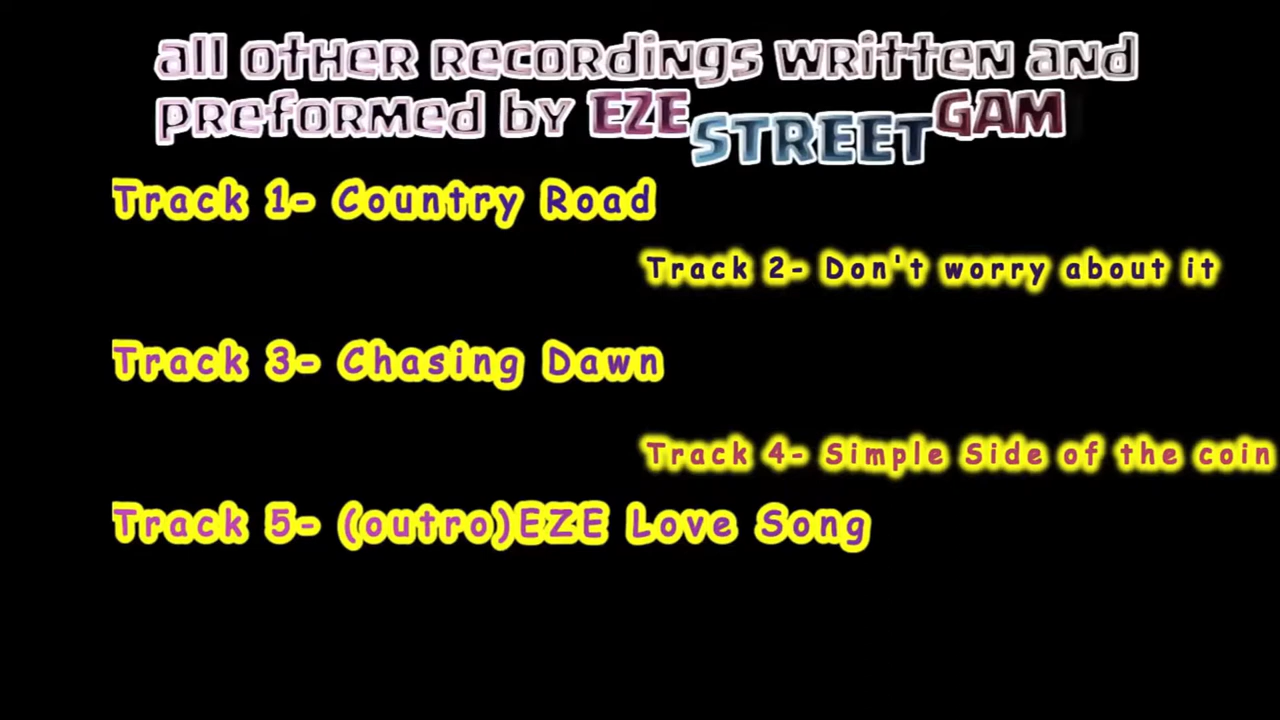 all other recordings written and
preformed by EZE STREET GAM
Track 1- Country Road
Track 2- Don't worry about it
Track 3- Chasing Dawn
Track 4- Simple Side of the coin
Track 5- (outro)EZE Love Song